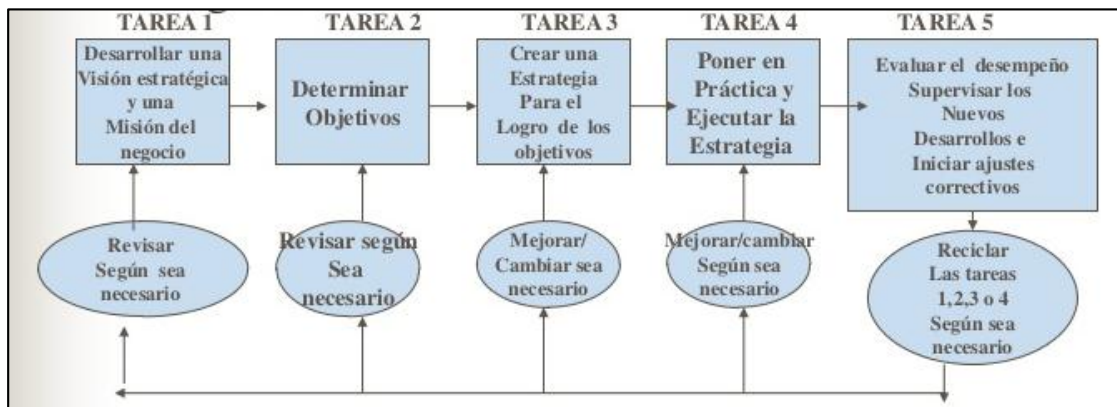 TAREA 1
TAREA 2
TAREA 3
TAREA 4
TAREA 5
Desarrollar una
Visión estratégica
y una
Misión del
negocio
Determinar
Objetivos
Crear una
Estrategia
Para el
Logro de los
objetivos
Poner en
Práctica y
Ejecutar la
Estrategia
Evaluar el desempeño
Supervisar los
Nuevos
Desarrollos e
Iniciar ajustes
correctivos
Revisar
Según sea
necesario
Revisar según
Sea
necesario
Mejorar/
Cambiar sea
necesario
Mejorar/cambiar
Según sea
necesario
Reciclar
Las tareas
1,2,3 o 4
Según sea
necesario